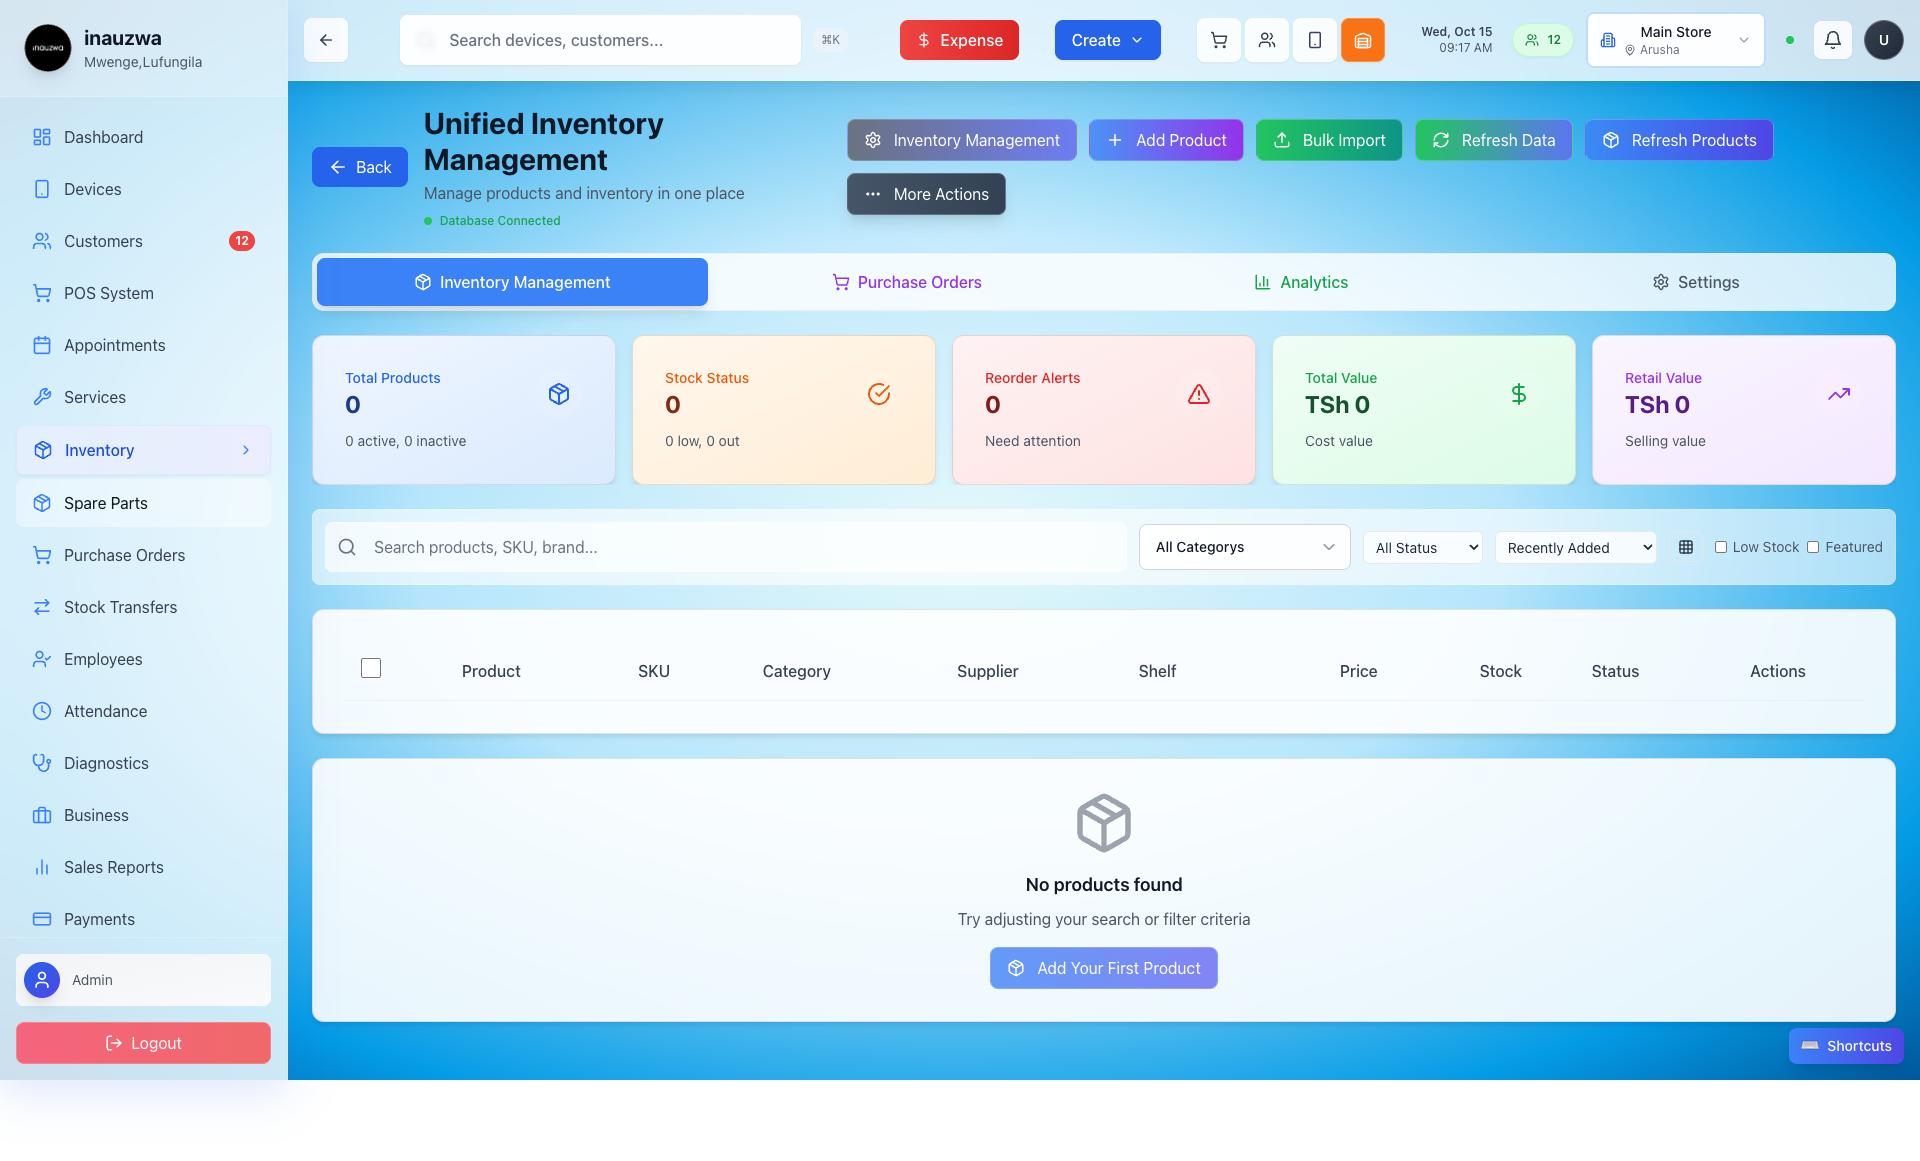 inauzwa
inauzwa
Mwenge,Lufungila
Dashboard
Devices
Customers
12
POS System
Appointments
Services
Inventory
Spare Parts
Purchase Orders
Stock Transfers
Employees
Attendance
Diagnostics
Business
Sales Reports
Payments
Admin
Logout
Search devices, customers...
⌘K
$ Expense
Create
Wed, Oct 15
09:17 AM
12
Main Store
Arusha
U
Back
Unified Inventory
Management
Manage products and inventory in one place
Database Connected
Inventory Management
Add Product
Bulk Import
Refresh Data
Refresh Products
More Actions
Inventory Management
Purchase Orders
Analytics
Settings
Total Products
0
0 active, 0 inactive
Stock Status
0
0 low, 0 out
Reorder Alerts
0
Need attention
Total Value
TSh 0
Cost value
Retail Value
TSh 0
Selling value
Search products, SKU, brand...
All Categorys
All Status
Recently Added
Low Stock
Featured
Product SKU Category Supplier Shelf Price Stock Status Actions
No products found
Try adjusting your search or filter criteria
Add Your First Product
Shortcuts